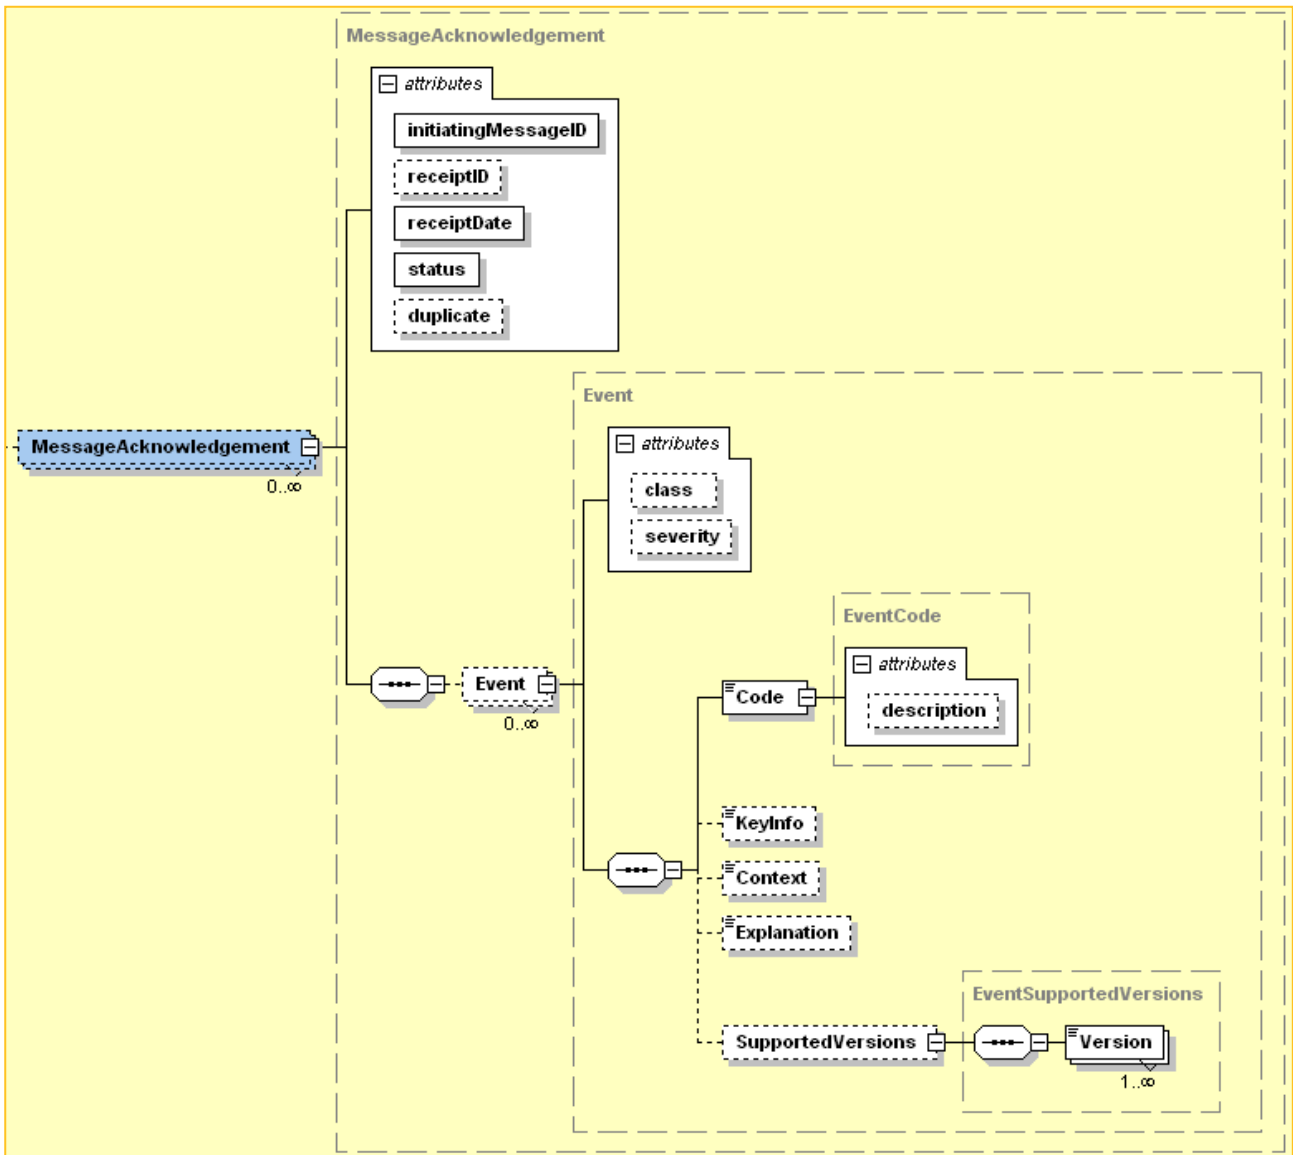 MessageAcknowledgement
attributes
initiatingMessageID
receiptID
receiptDate
status
duplicate
MessageAcknowledgement
0..∞
Event
attributes
class
severity
Event
0..∞
EventCode
attributes
Code
description
KeyInfo
Context
Explanation
EventSupportedVersions
SupportedVersions
Version
1..∞